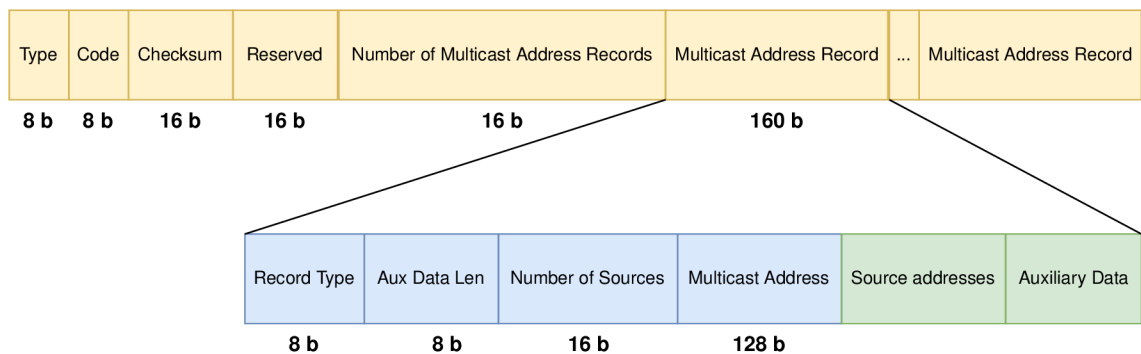 Type Code Checksum Reserved Number of Multicast Address Records Multicast Address Record ... Multicast Address Record
8 b 8 b 16 b 16 b 16 b 160 b
Record Type Aux Data Len Number of Sources Multicast Address Source addresses Auxiliary Data
8 b 8 b 16 b 128 b